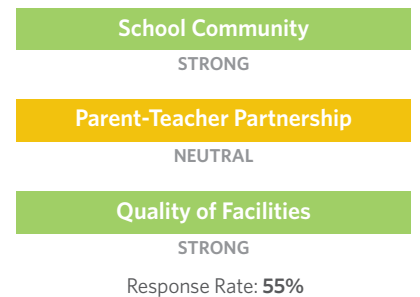 School Community
STRONG
Parent-Teacher Partnership
NEUTRAL
Quality of Facilities
STRONG
Response Rate: 55%